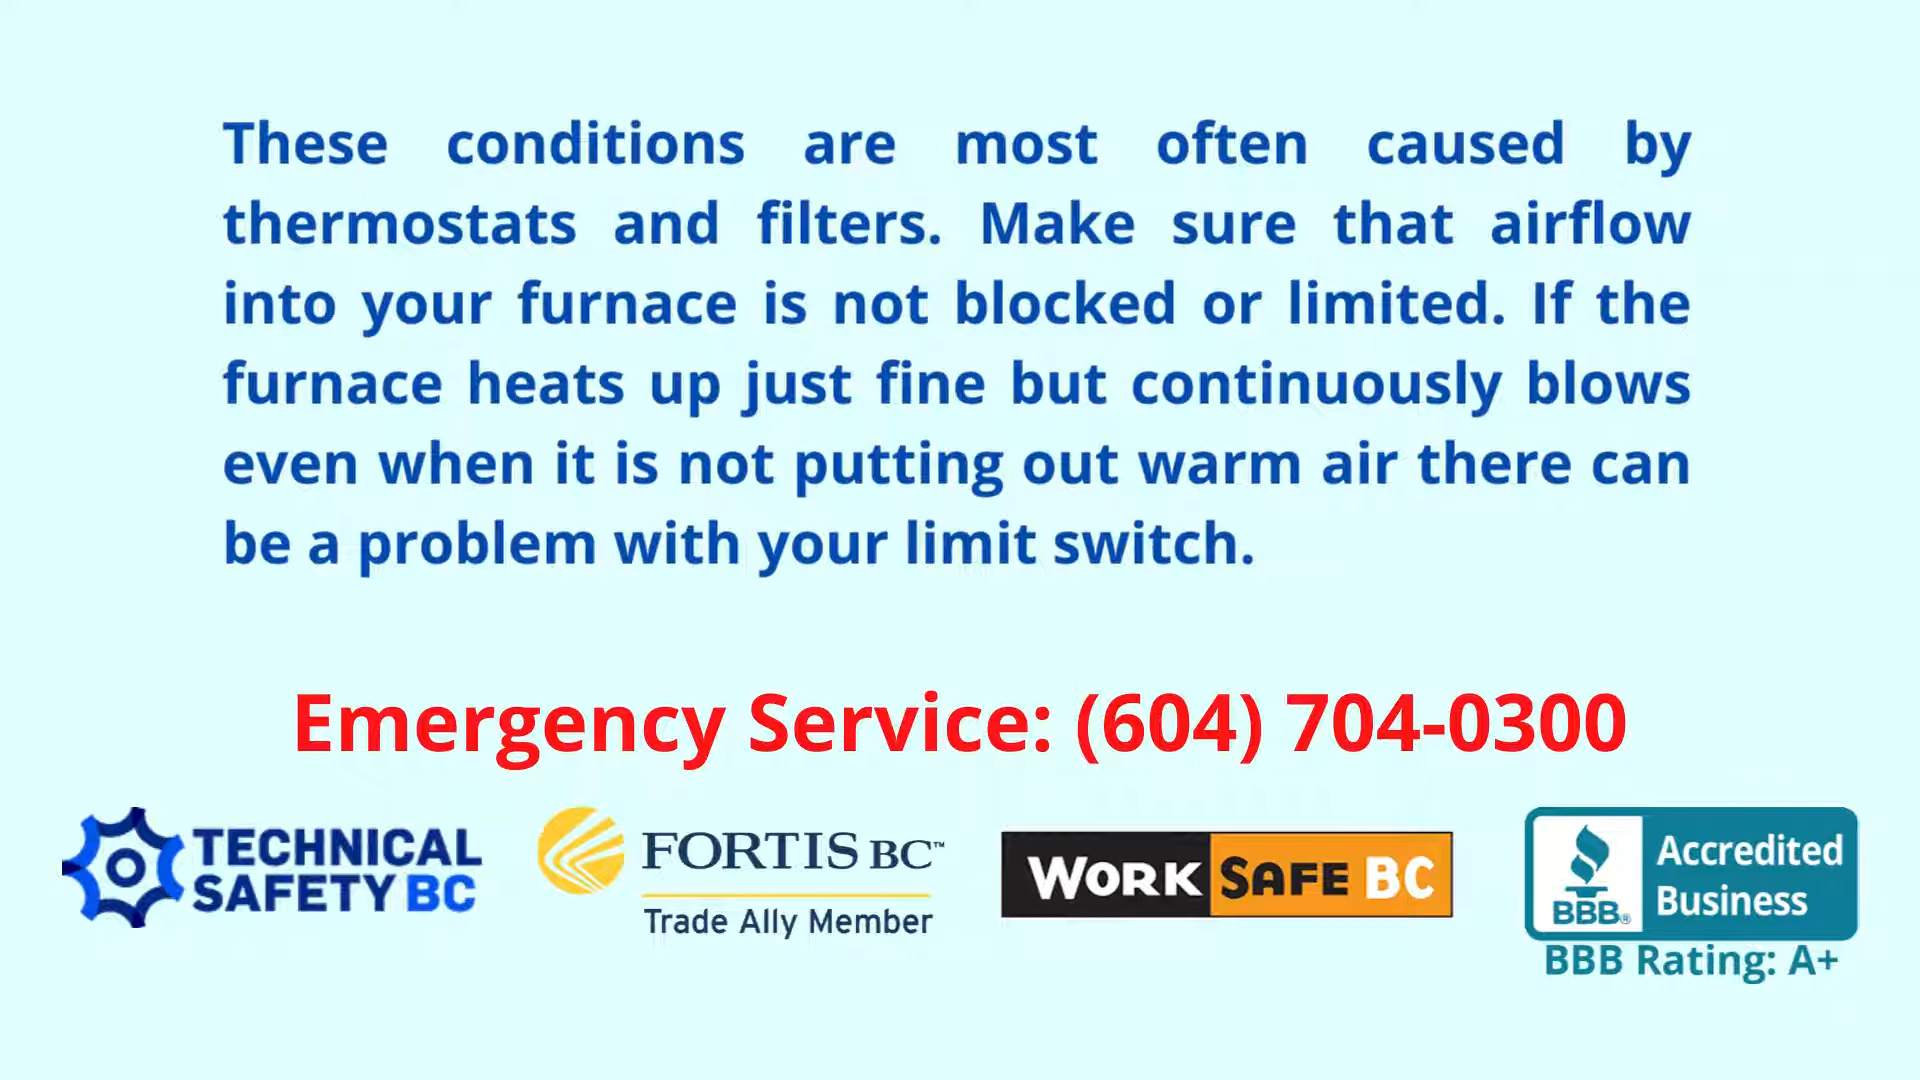 These conditions are most often caused by
thermostats and filters. Make sure that airflow
into your furnace is not blocked or limited. If the
furnace heats up just fine but continuously blows
even when it is not putting out warm air there can
be a problem with your limit switch.
Emergency Service: (604) 704-0300
TECHNICAL
SAFETY BC
FORTIS BC™
Trade Ally Member
WORK SAFE BC
BBB®
Accredited
Business
BBB Rating: A+